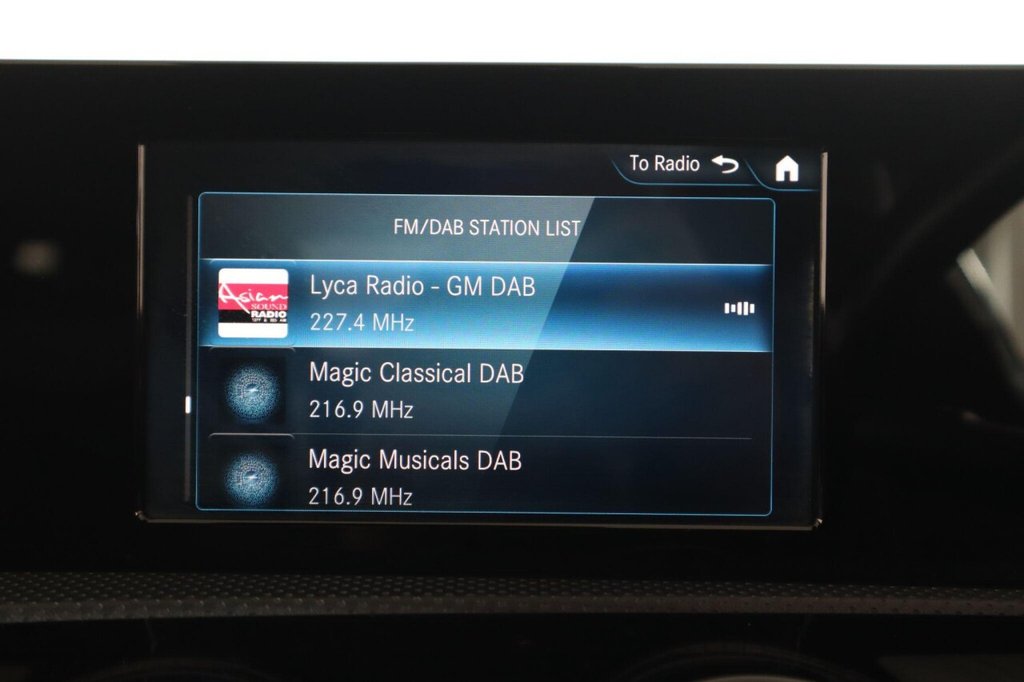 To Radio
FM/DAB STATION LIST
Lyca Radio - GM DAB
227.4 MHz
Asian
SOUND
RADIO
Magic Classical DAB
216.9 MHz
Magic Musicals DAB
216.9 MHz